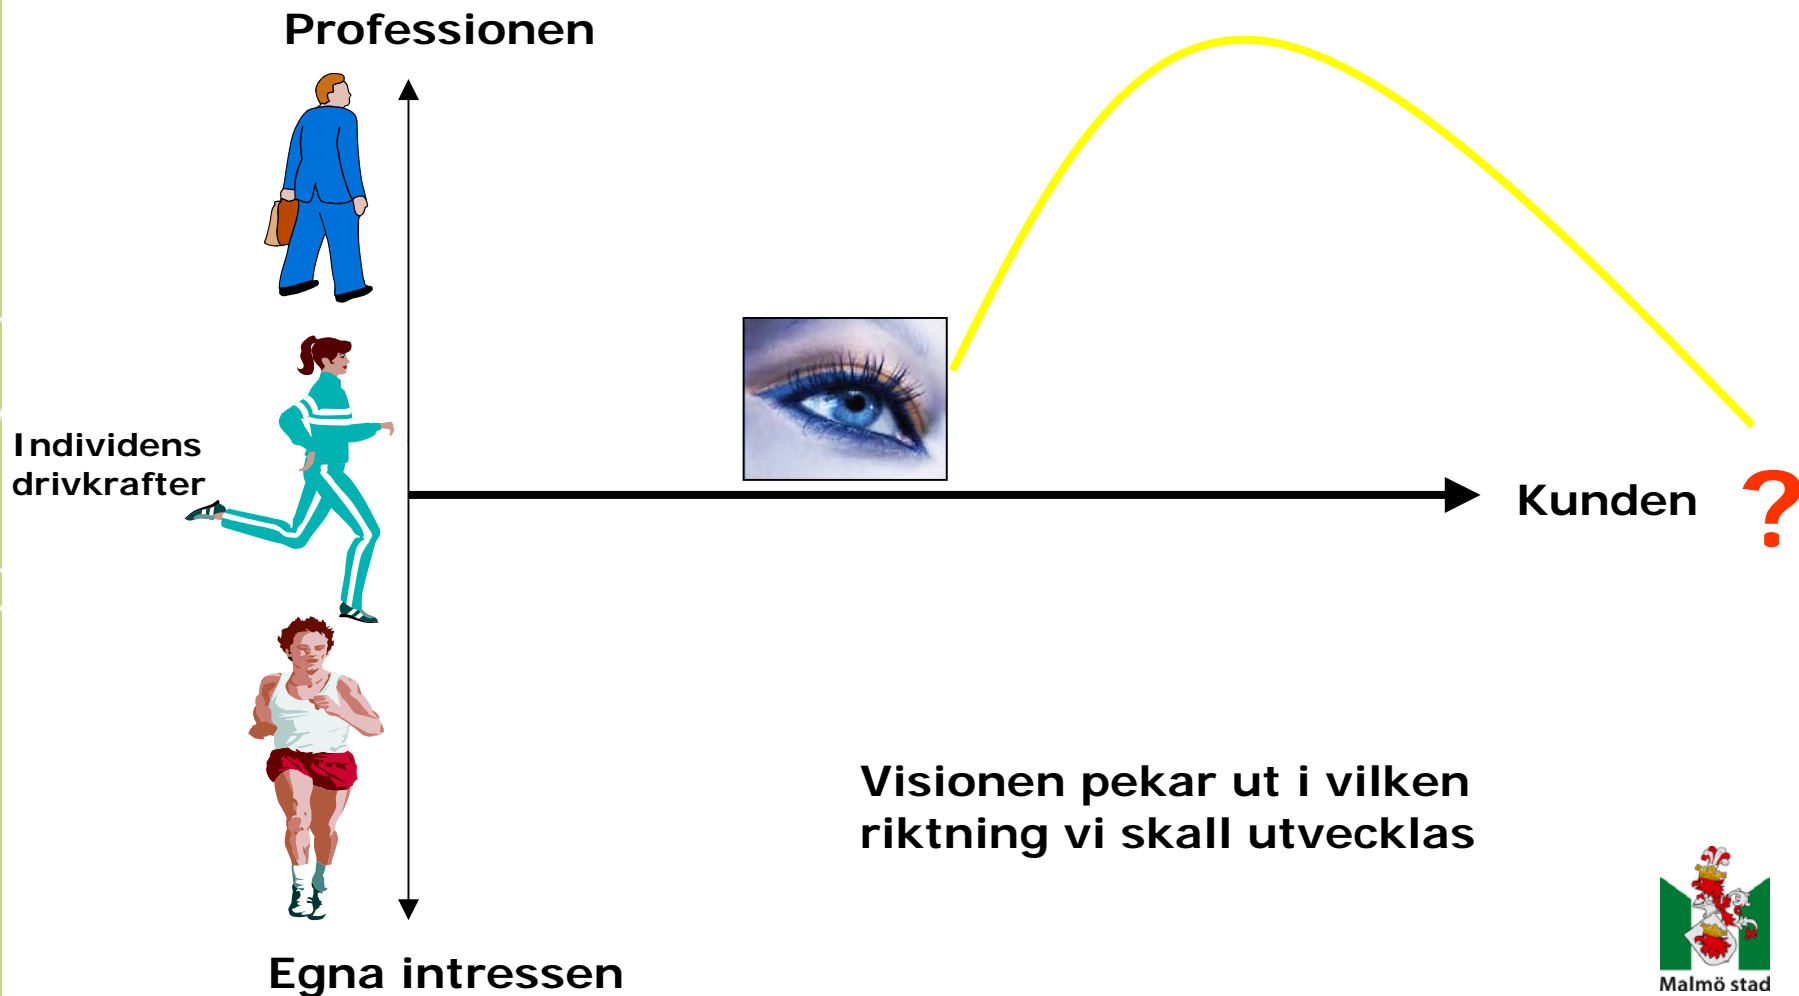 Professionen
Individens
drivkrafter
Kunden ?
Visionen pekar ut i vilken
riktning vi skall utvecklas
Egna intressen
Malmö stad